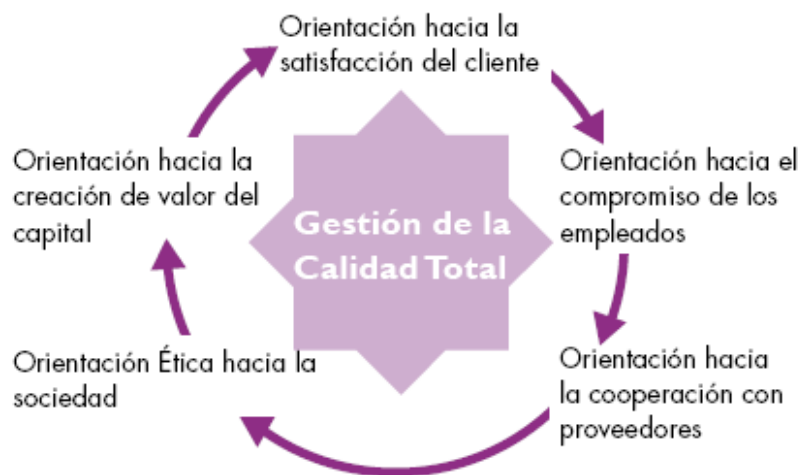 Orientación hacia la
satisfacción del cliente
Orientación hacia el
compromiso de los
empleados
Orientación hacia
la cooperación con
proveedores
Orientación Ética hacia la
sociedad
Orientación hacia la
creación de valor del
capital
Gestión de la
Calidad Total